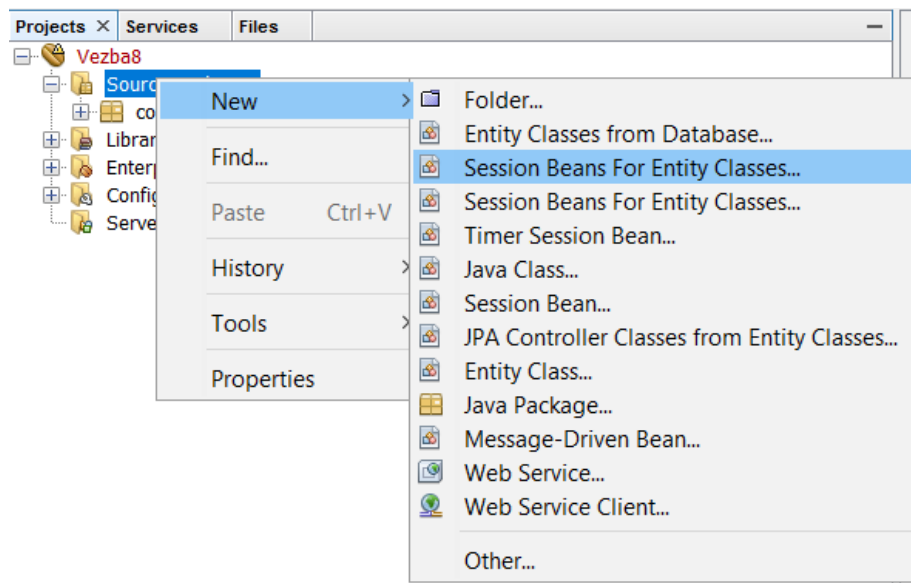 Projects Services Files
Vezba8
Sourc
New
co
Librar
Enterp
Config
Serve
Find...
Paste Ctrl+V
History
Tools
Properties
Folder...
Entity Classes from Database...
Session Beans For Entity Classes...
Session Beans For Entity Classes...
Timer Session Bean...
Java Class...
Session Bean...
JPA Controller Classes from Entity Classes...
Entity Class...
Java Package...
Message-Driven Bean...
Web Service...
Web Service Client...
Other...